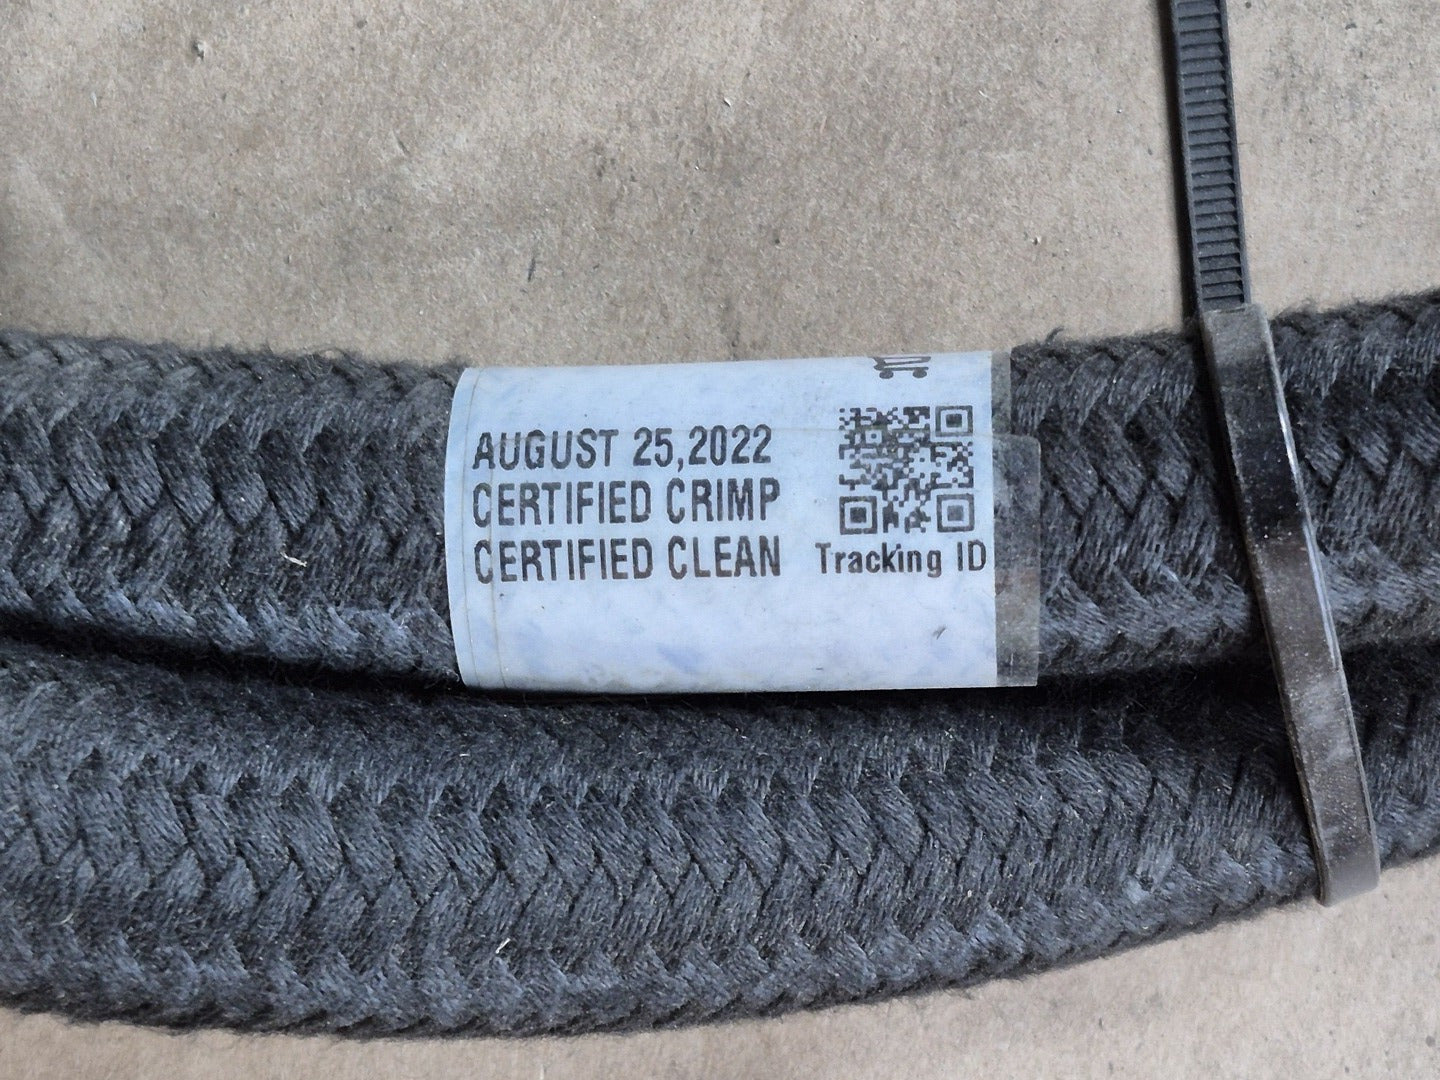 AUGUST 25,2022
CERTIFIED CRIMP
CERTIFIED CLEAN
Tracking ID